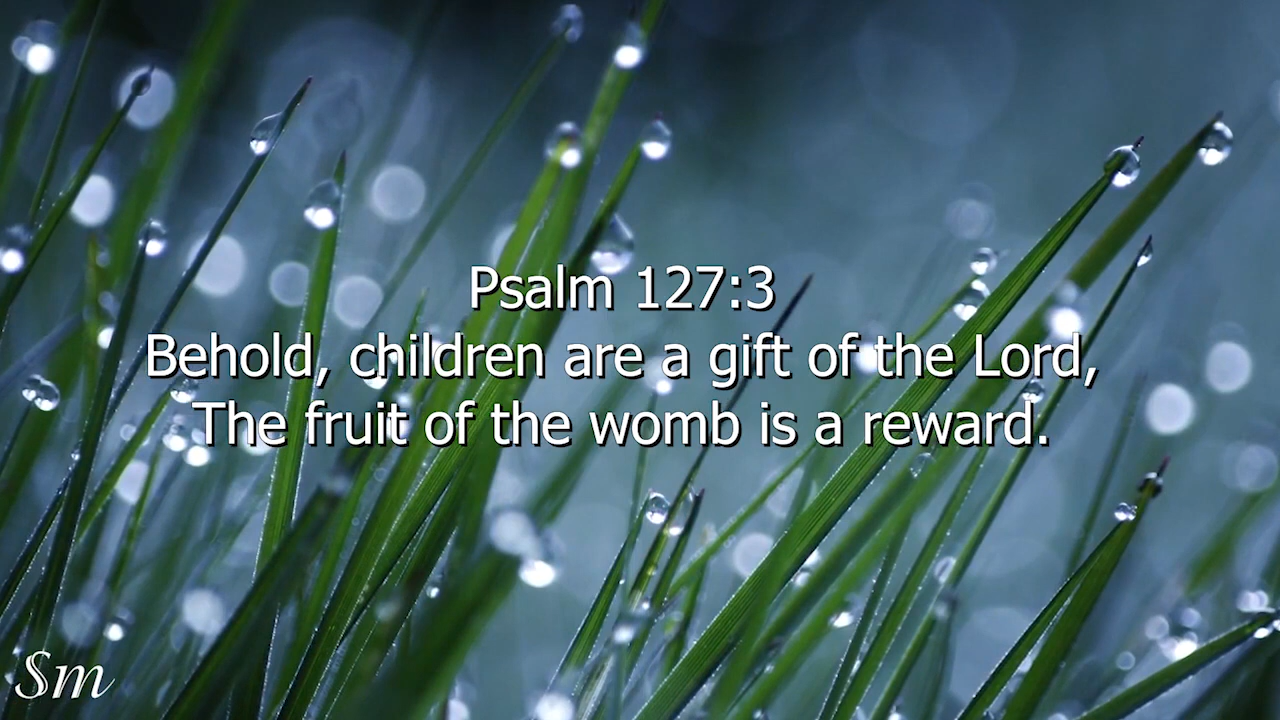 Psalm 127:3
Behold, children are a gift of the Lord,
The fruit of the womb is a reward.
Sm